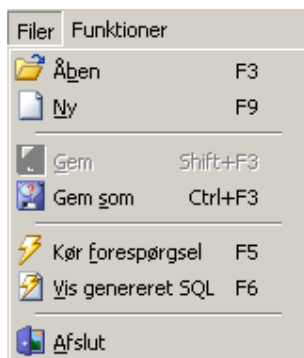 Filer Funktioner
Åben F3
Ny F9
Gem Shift+F3
Gem som Ctrl+F3
Kør forespørgsel F5
Vis genereret SQL F6
Afslut